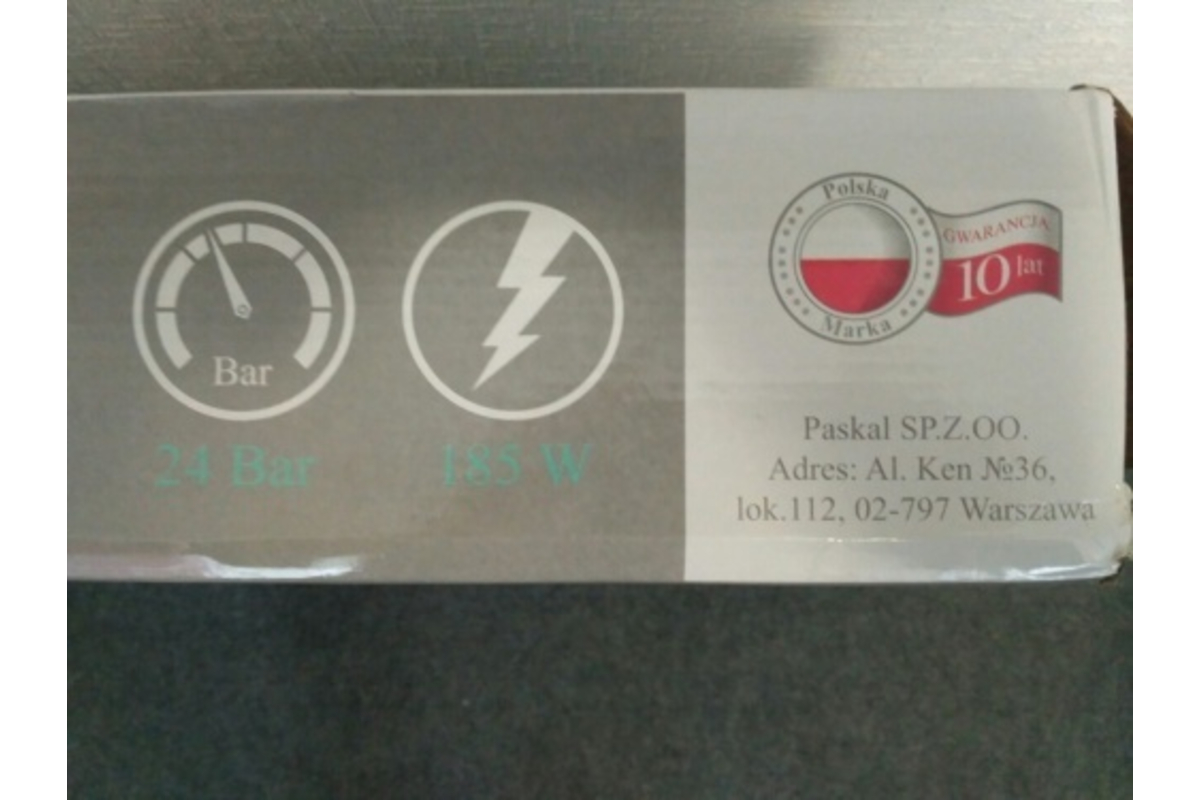 Bar
24 Bar
185 W
Polska
Marka
GWARANCJA
10 lat
Paskal SP.Z.OO.
Adres: Al. Ken №36,
lok.112, 02-797 Warszawa